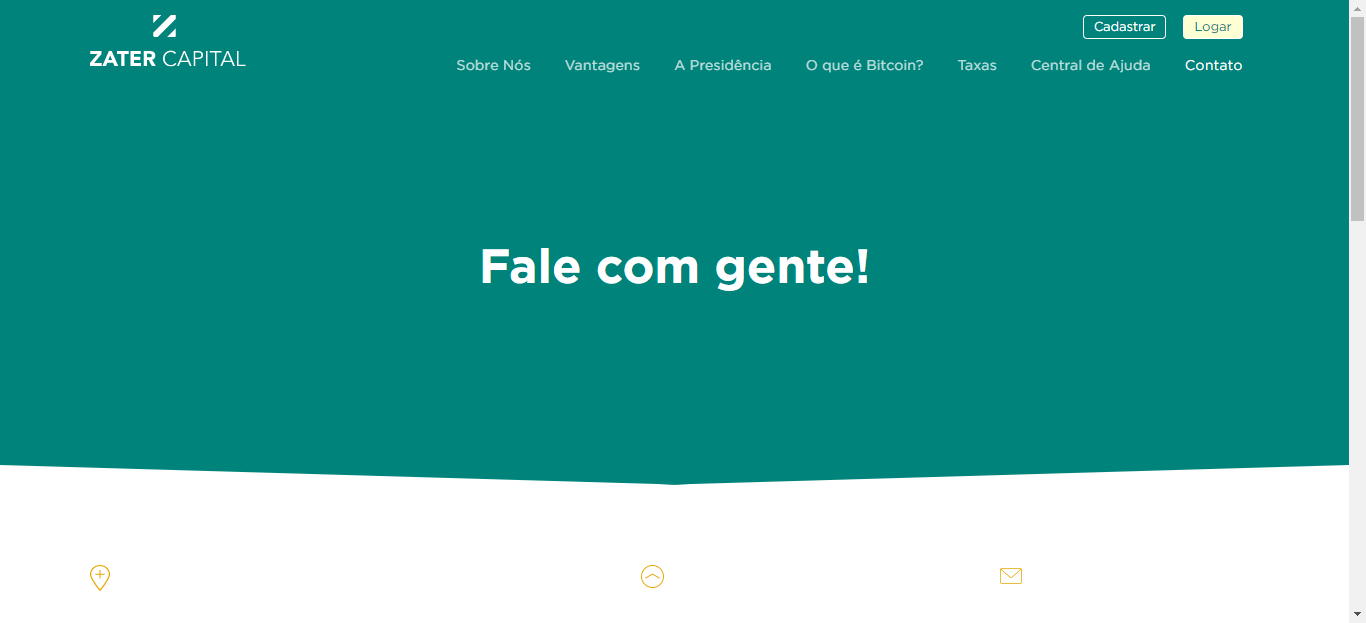 Cadastrar Logar
ZATER CAPITAL
Sobre Nós Vantagens A Presidência O que é Bitcoin? Taxas Central de Ajuda Contato
Fale com gente!